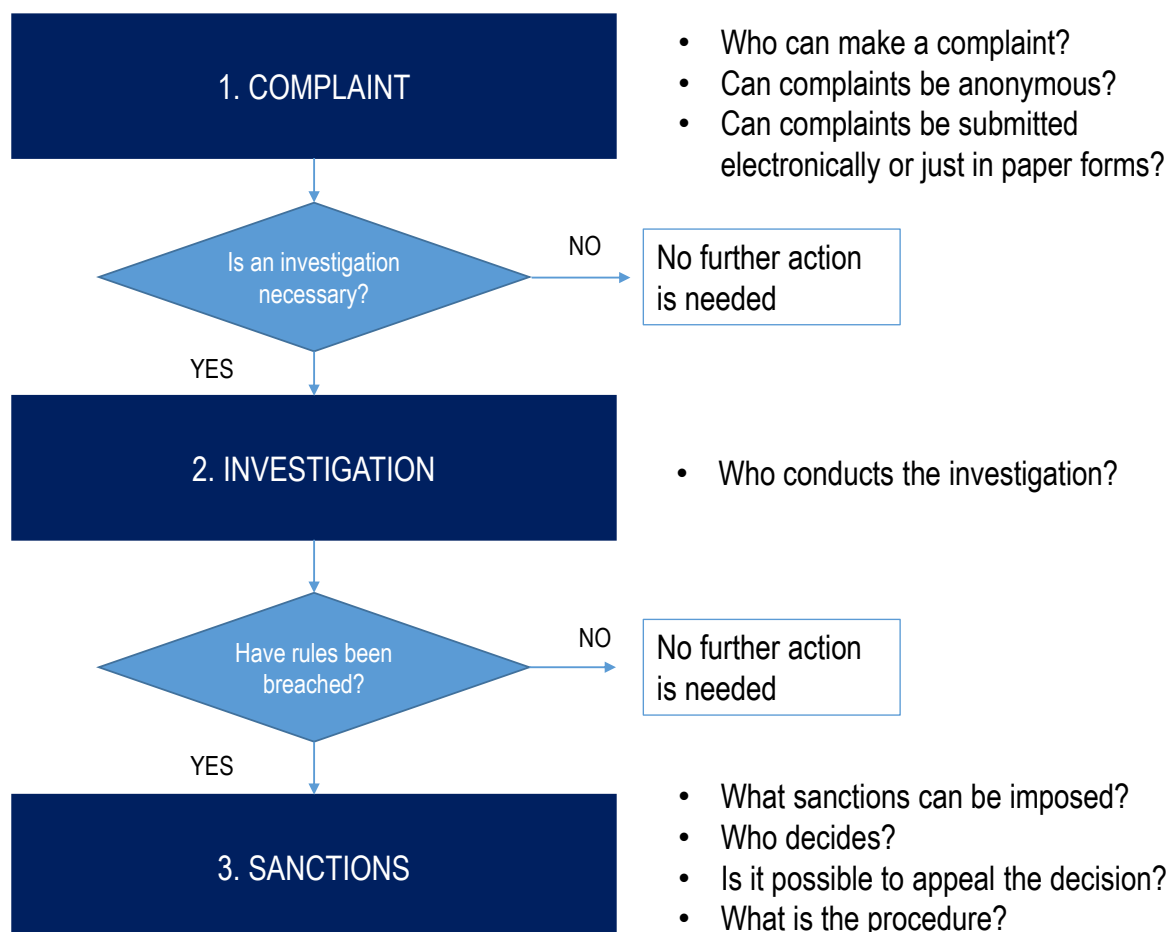 1. COMPLAINT
• Who can make a complaint?
• Can complaints be anonymous?
• Can complaints be submitted
electronically or just in paper forms?
Is an investigation
necessary?
NO
No further action
is needed
YES
2. INVESTIGATION
• Who conducts the investigation?
Have rules been
breached?
NO
No further action
is needed
YES
3. SANCTIONS
• What sanctions can be imposed?
• Who decides?
• Is it possible to appeal the decision?
• What is the procedure?